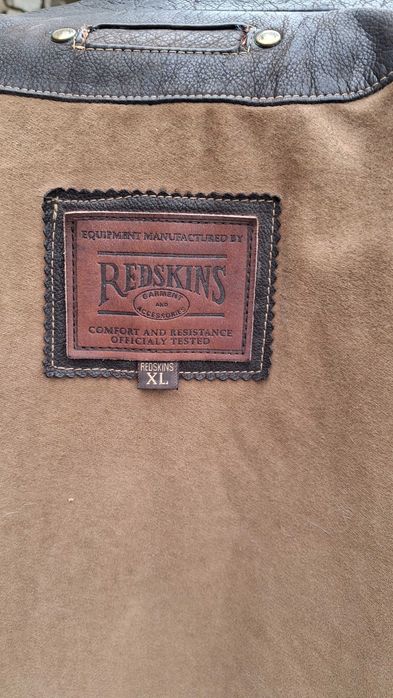 EQUIPMENT MANUFACTURED BY
REDSKINS
GARMENT
AND
ACCESSORIES
COMFORT AND RESISTANCE
OFFICIALY TESTED
REDSKINS
XL